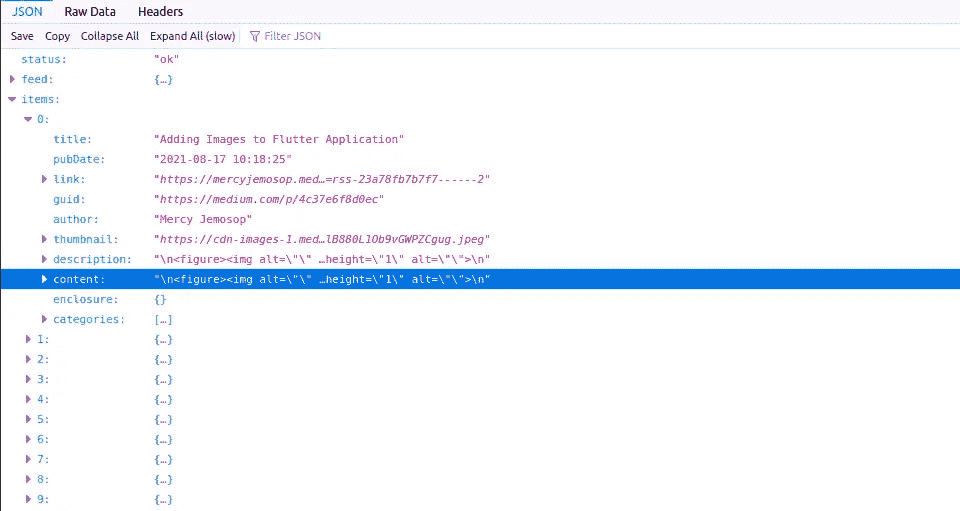 JSON Raw Data Headers
Save Copy Collapse All Expand All (slow) Filter JSON
status: "ok"
feed: {…}
items:
0:
title: "Adding Images to Flutter Application"
pubDate: "2021-08-17 10:18:25"
link: "https://mercyjemosop.med…=rss-23a78fb7b7f7------2"
guid: "https://medium.com/p/4c37e6f8d0ec"
author: "Mercy Jemosop"
thumbnail: "https://cdn-images-1.med…lB880L1Ob9vGWPZCgug.jpeg"
description: "\n<figure><img alt=\"\" …height=\"1\" alt=\"\">\n"
content: "\n<figure><img alt=\"\" …height=\"1\" alt=\"\">\n"
enclosure: {}
categories: […]
1: {…}
2: {…}
3: {…}
4: {…}
5: {…}
6: {…}
7: {…}
8: {…}
9: {…}